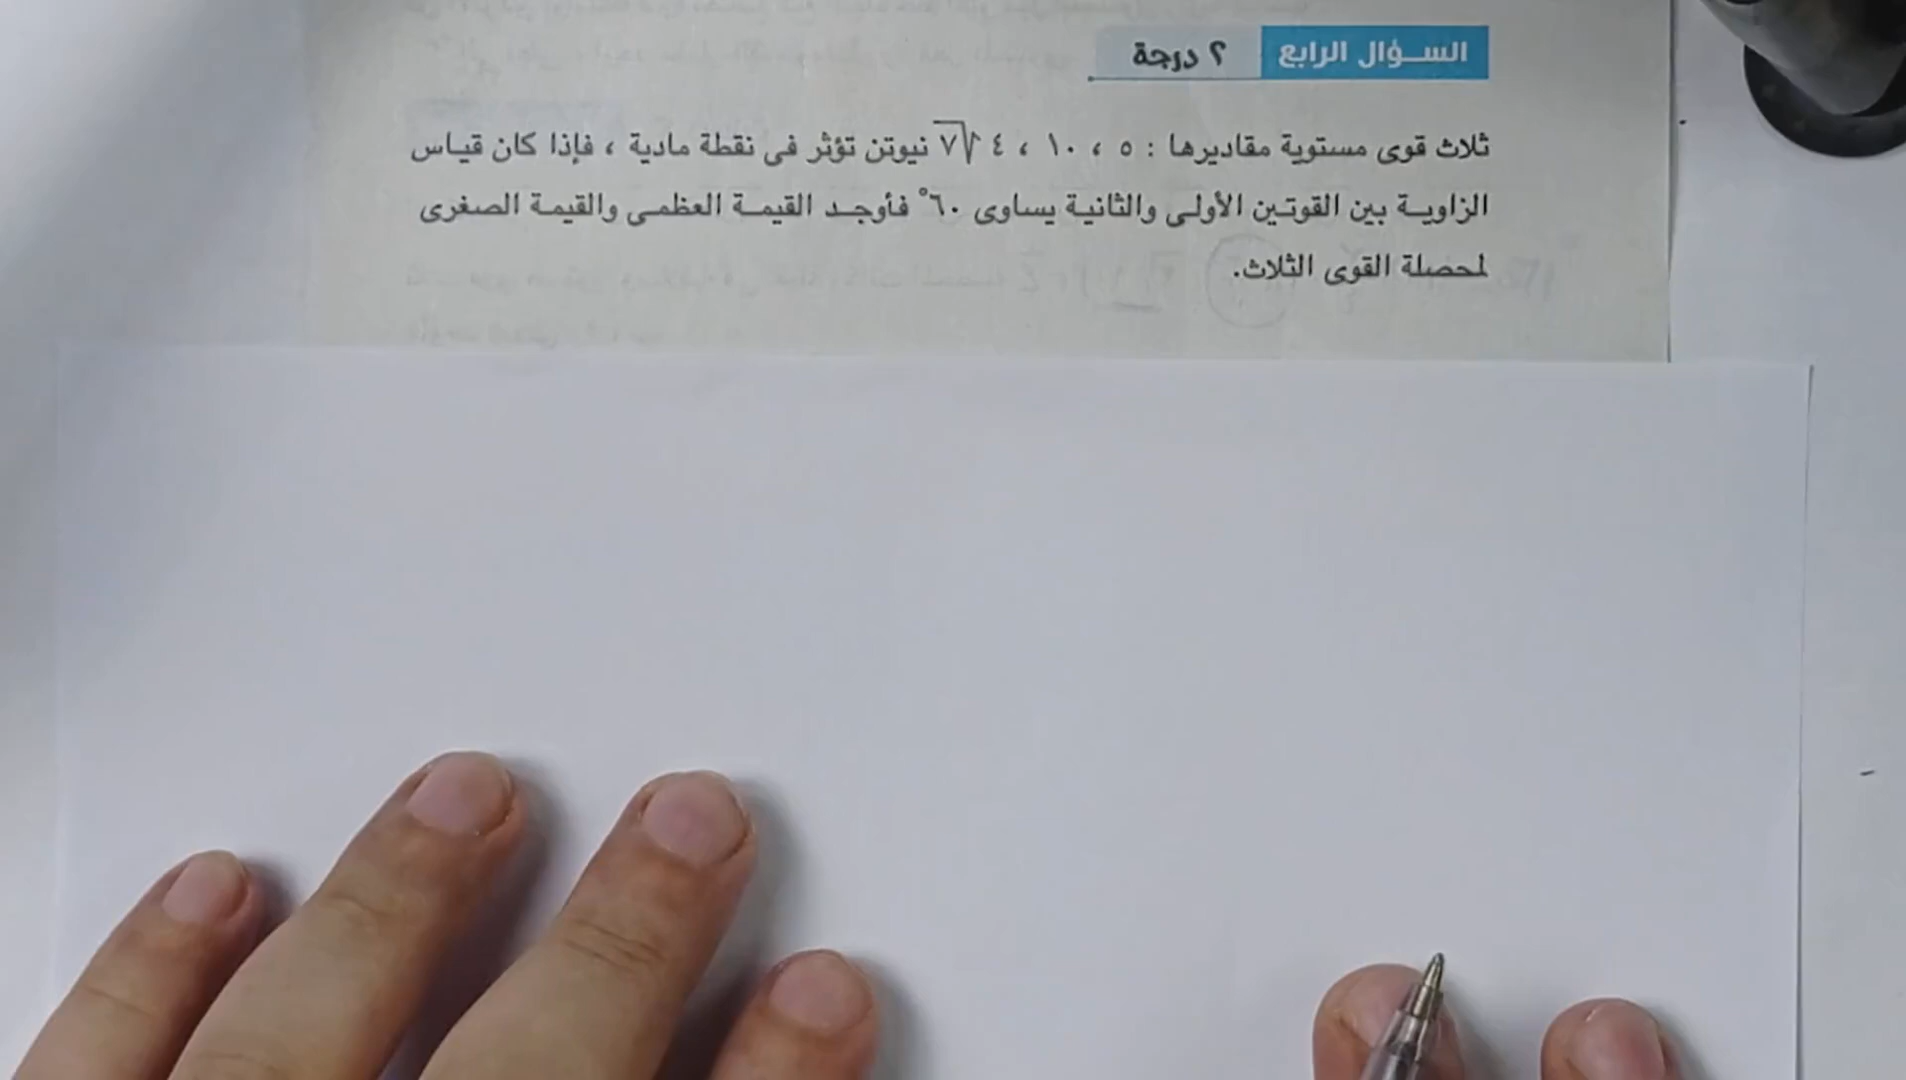 السؤال الرابع ٢ درجة
ثلاث قوى مستوية مقاديرها : ٥ ، ١٠ ، ٤ √٧ نيوتن تؤثر فى نقطة مادية ، فإذا كان قياس
الزاوية بين القوتين الأولى والثانية يساوى ٦٠° فأوجد القيمة العظمى والقيمة الصغرى
لمحصلة القوى الثلاث.